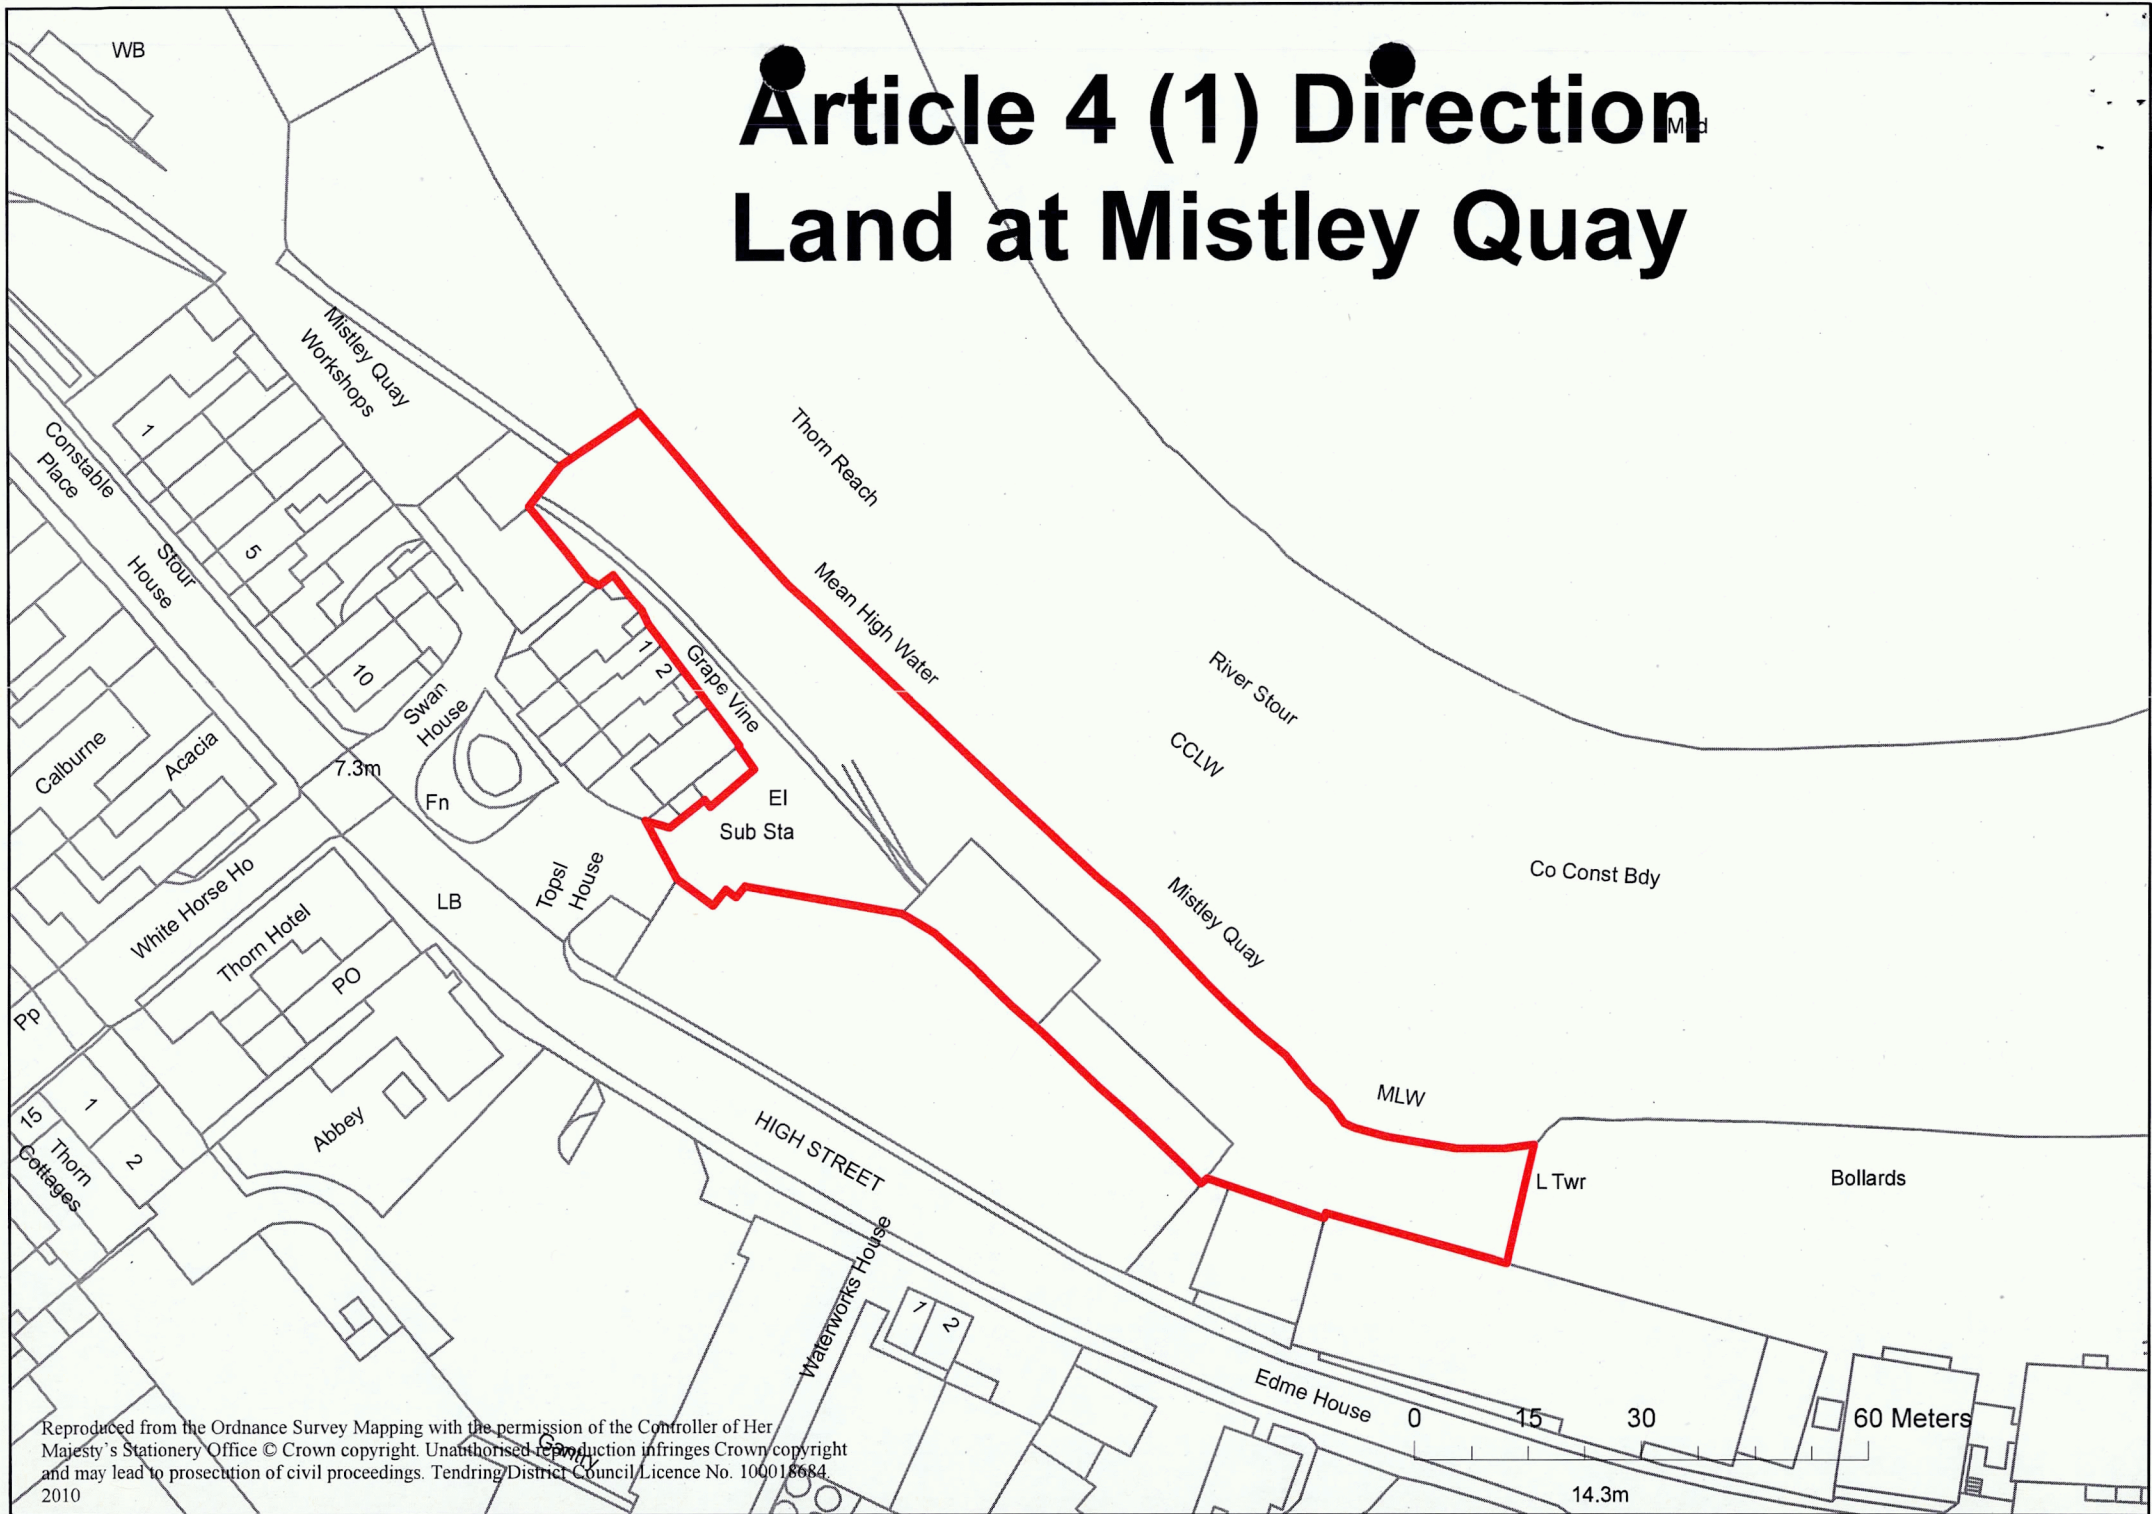 WB
Article 4 (1) Direction
Land at Mistley Quay
Mistley Quay
Workshops
Constable
Place
1
5
10
Stour
House
Thorn Reach
Mean High Water
River Stour
CCLW
Co Const Bdy
Mistley Quay
MLW
L Twr
Bollards
1
2
Grape Vine
El
Sub Sta
Swan
House
7.3m
Fn
Calburne
Acacia
White Horse Ho
Thorn Hotel
PO
LB
Topsl
House
Pp
15
1
2
Thorn
Cottages
Abbey
HIGH STREET
Waterworks House
1
2
Edme House
0 15 30 60 Meters
14.3m
Gantry
Reproduced from the Ordnance Survey Mapping with the permission of the Controller of Her
Majesty's Stationery Office © Crown copyright. Unauthorised reproduction infringes Crown copyright
and may lead to prosecution of civil proceedings. Tendring District Council Licence No. 100018684.
2010